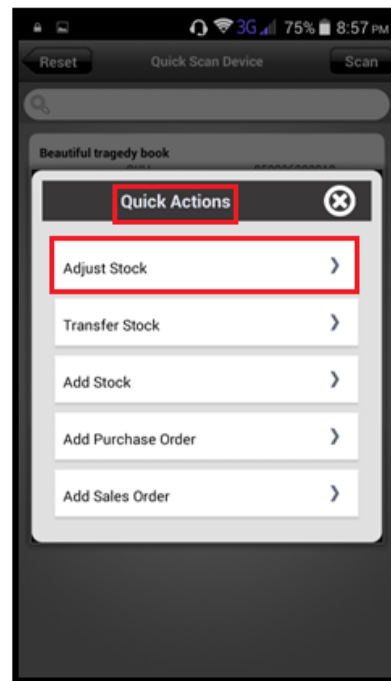 3G 75% 8:57 PM
Reset Quick Scan Device Scan
Beautiful tragedy book
Quick Actions
Adjust Stock
Transfer Stock
Add Stock
Add Purchase Order
Add Sales Order